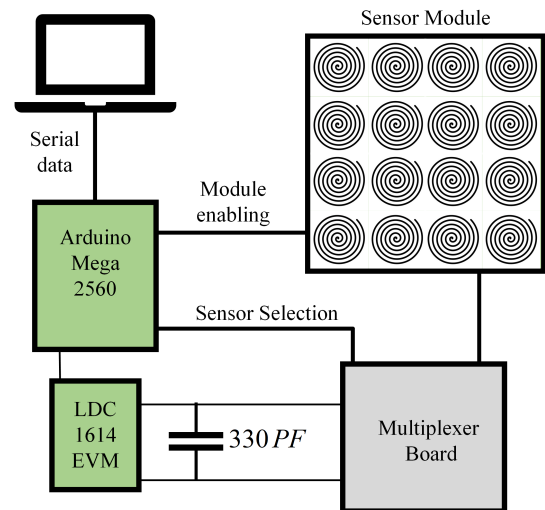 Sensor Module
Serial
data
Module
enabling
Arduino
Mega
2560
Sensor Selection
LDC
1614
EVM
330 PF
Multiplexer
Board